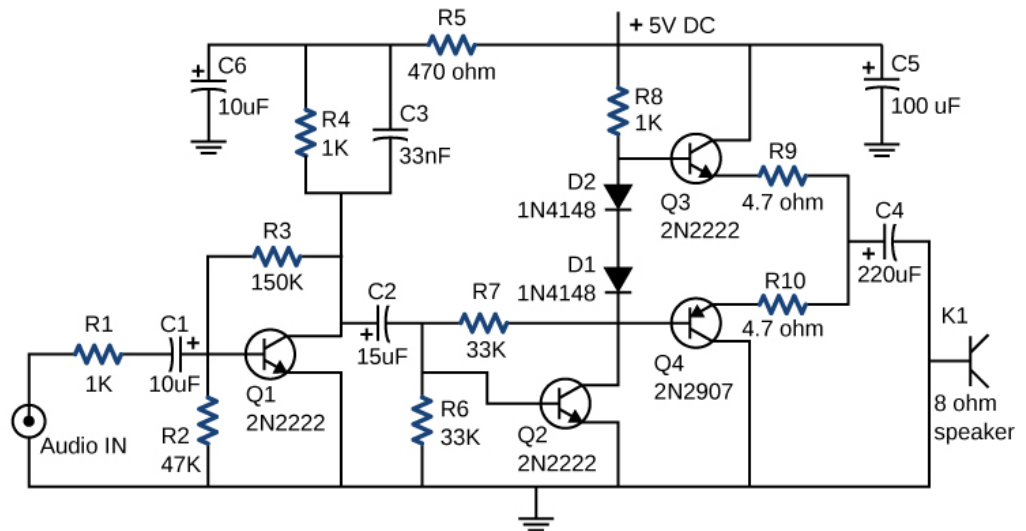 R5
470 ohm
+ 5V DC
+
C6
10uF
R4
1K
C3
33nF
R8
1K
+
C5
100 uF
D2
1N4148
Q3
2N2222
R9
4.7 ohm
C4
+
220uF
R3
150K
D1
1N4148
R10
4.7 ohm
R1
1K
C1
+
10uF
C2
+
15uF
R7
33K
Q4
2N2907
K1
8 ohm
speaker
Q1
2N2222
Audio IN
R2
47K
R6
33K
Q2
2N2222